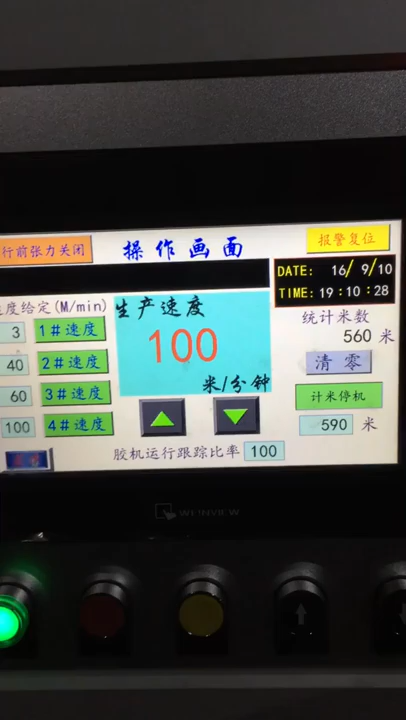 行前张力关闭
操作画面
报警复位
DATE: 16/ 9/10
TIME: 19:10:28
度给定(M/min)
生产速度
统计米数
3 1#速度
100
560 米
40 2#速度
清零
60 3#速度
米/分钟
计米停机
100 4#速度
590 米
胶机运行跟踪比率 100
WEINVIEW